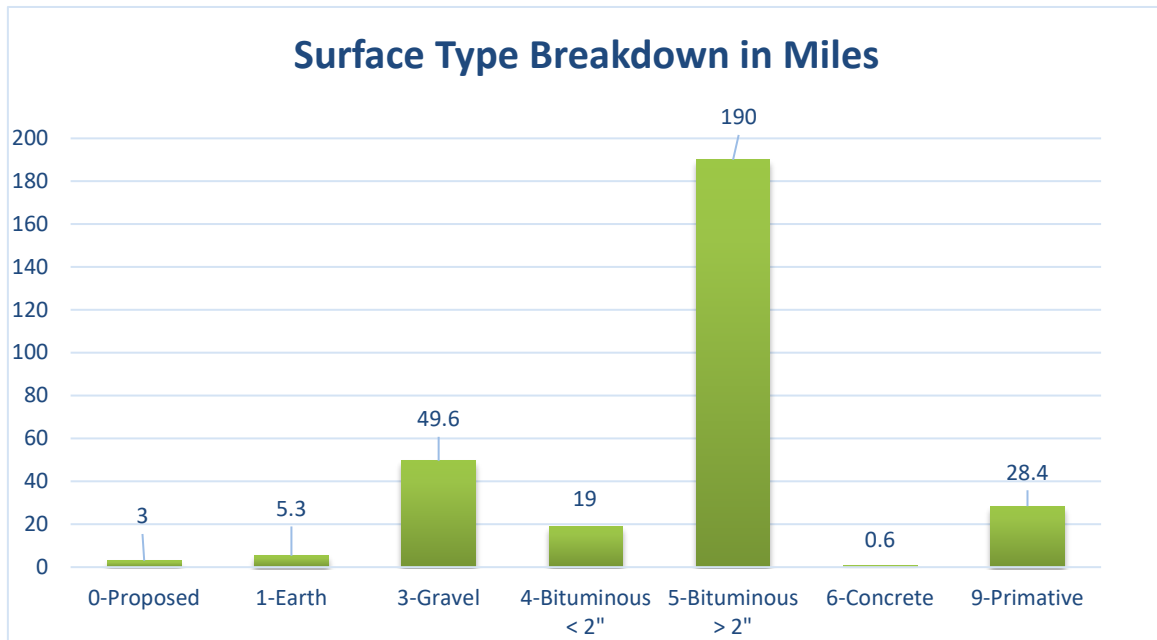 Surface Type Breakdown in Miles
190
200
180
160
140
120
100
80
60
40
20
0
3
5.3
49.6
19
0.6
28.4
0-Proposed
1-Earth
3-Gravel
4-Bituminous
< 2"
5-Bituminous
> 2"
6-Concrete
9-Primative